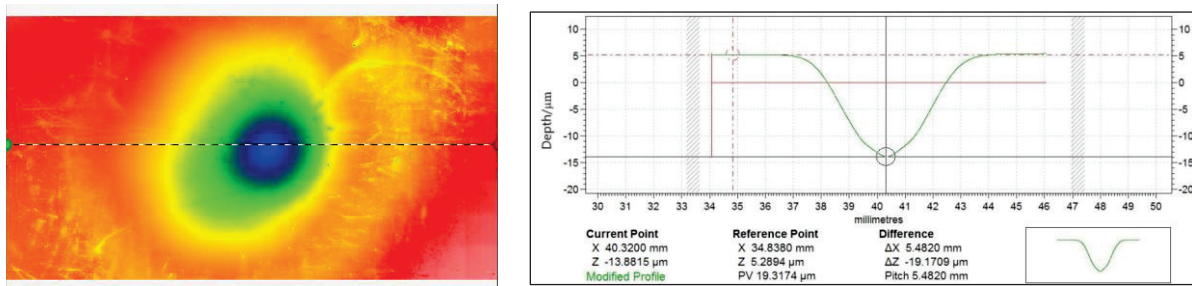 10
10
5
5
0
0
-5
-5
-10
-10
-15
-15
-20
-20
Depth/µm
30 31 32 33 34 35 36 37 38 39 40 41 42 43 44 45 46 47 48 49 50
millimetres
Current Point Reference Point Difference
X 40.3200 mm X 34.8380 mm ΔX 5.4820 mm
Z -13.8815 µm Z 5.2894 µm ΔZ -19.1709 µm
Modified Profile PV 19.3174 µm Pitch 5.4820 mm